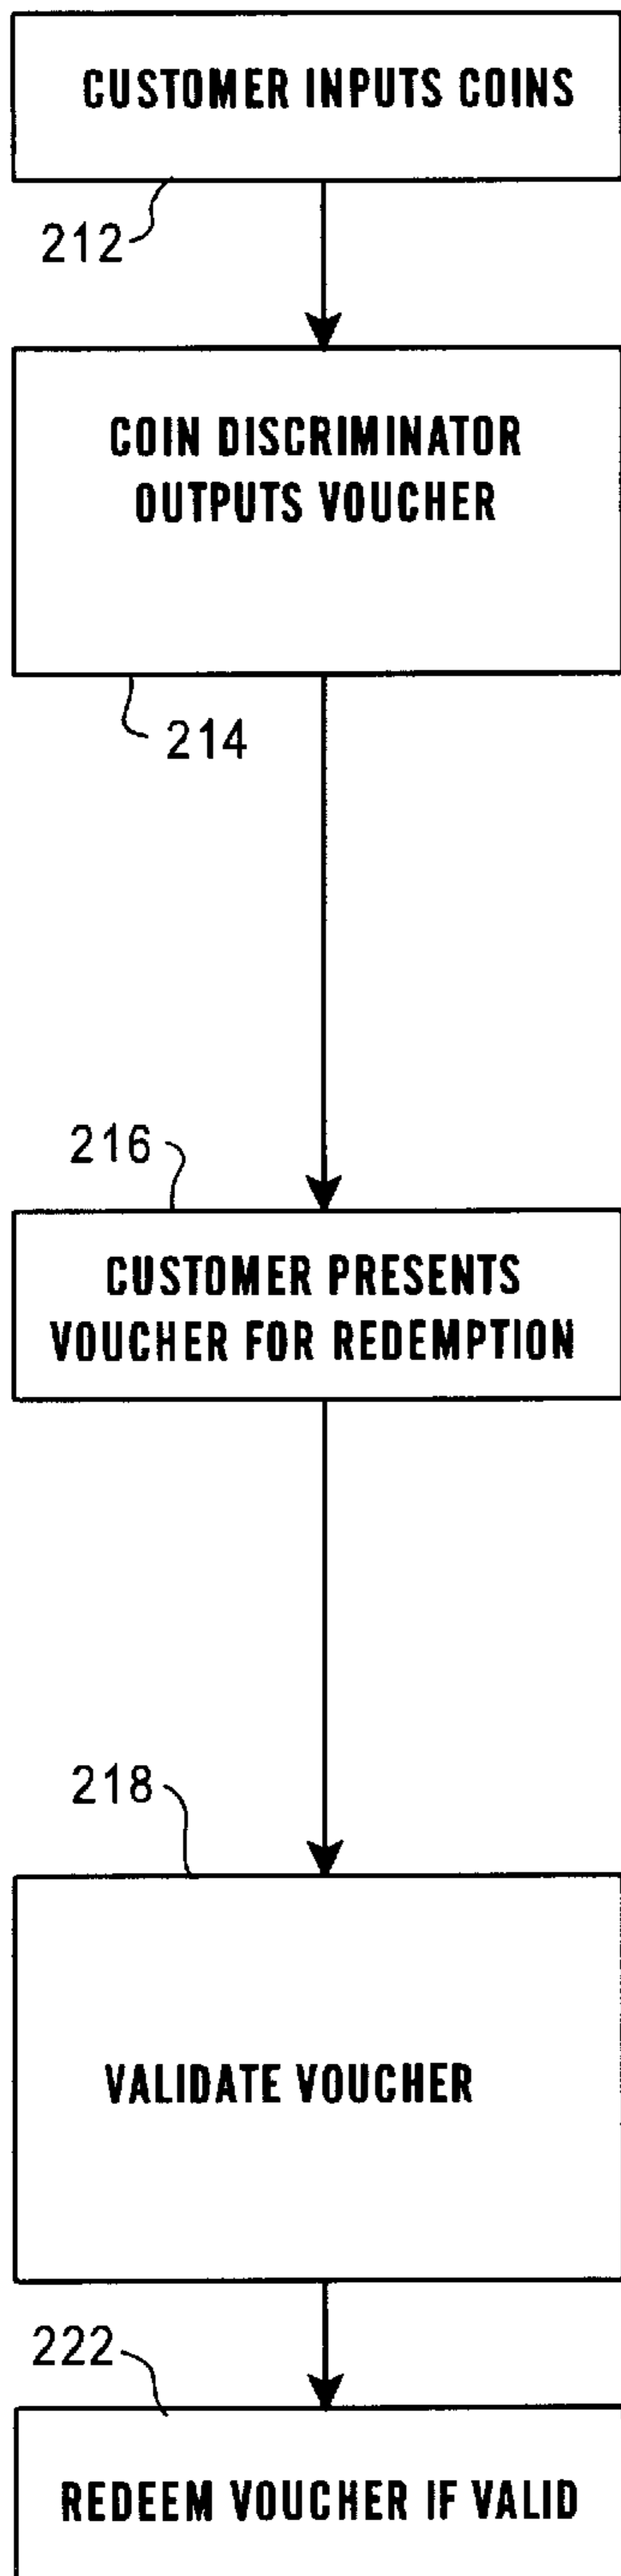 CUSTOMER INPUTS COINS
212
COIN DISCRIMINATOR
OUTPUTS VOUCHER
214
216
CUSTOMER PRESENTS
VOUCHER FOR REDEMPTION
218
VALIDATE VOUCHER
222
REDEEM VOUCHER IF VALID